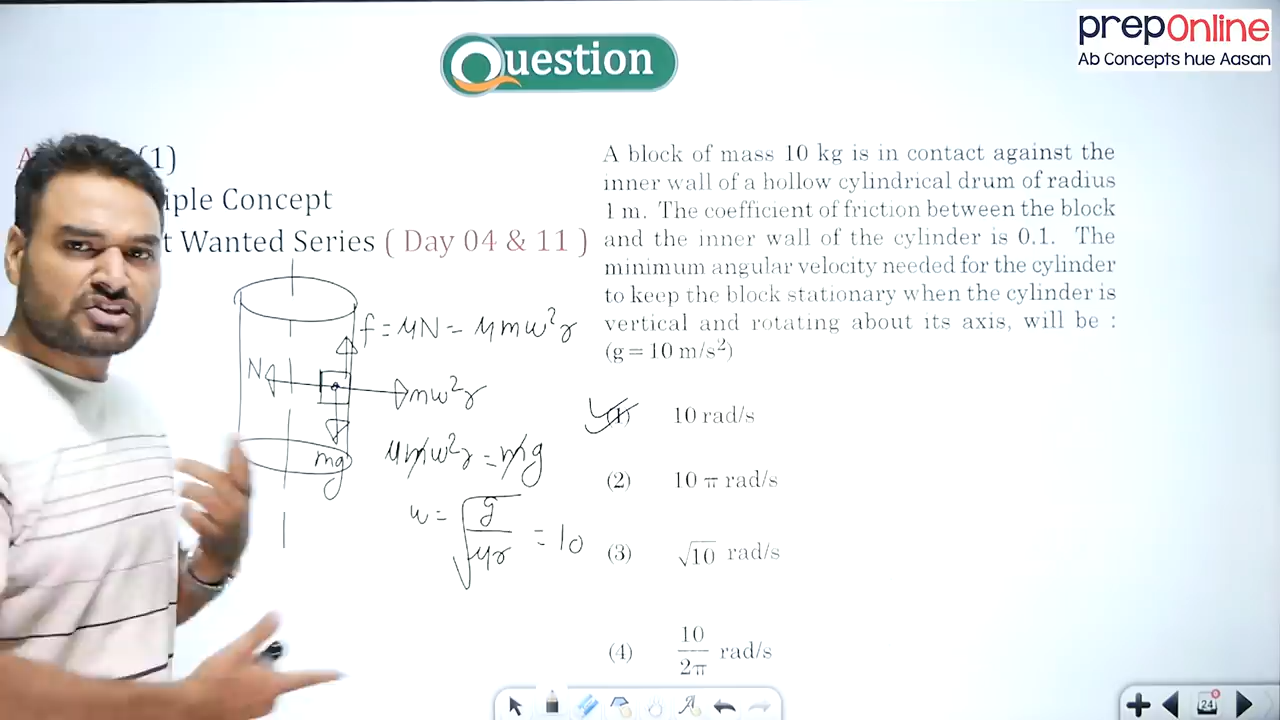 Question
prepOnline
Ab Concepts hue Aasan
A (1)
iple Concept
t Wanted Series ( Day 04 & 11 )
A block of mass 10 kg is in contact against the
inner wall of a hollow cylindrical drum of radius
1 m. The coefficient of friction between the block
and the inner wall of the cylinder is 0.1. The
minimum angular velocity needed for the cylinder
to keep the block stationary when the cylinder is
vertical and rotating about its axis, will be :
(g = 10 m/s²)
f = μN = μmω²r
N
mω²r
mg
μmω²r = mg
ω = √(g/μr) = 10
(1) 10 rad/s
(2) 10 π rad/s
(3) √10 rad/s
(4) 10/2π rad/s
24